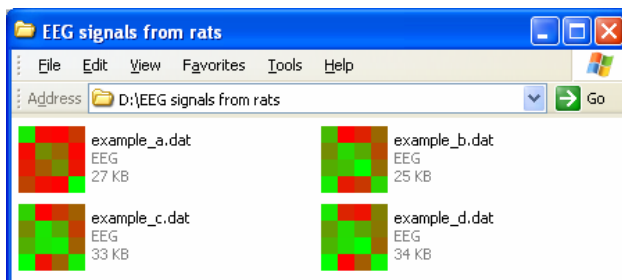 EEG signals from rats
File Edit View Favorites Tools Help
Address D:\EEG signals from rats Go
example_a.dat
EEG
27 KB
example_b.dat
EEG
25 KB
example_c.dat
EEG
33 KB
example_d.dat
EEG
34 KB